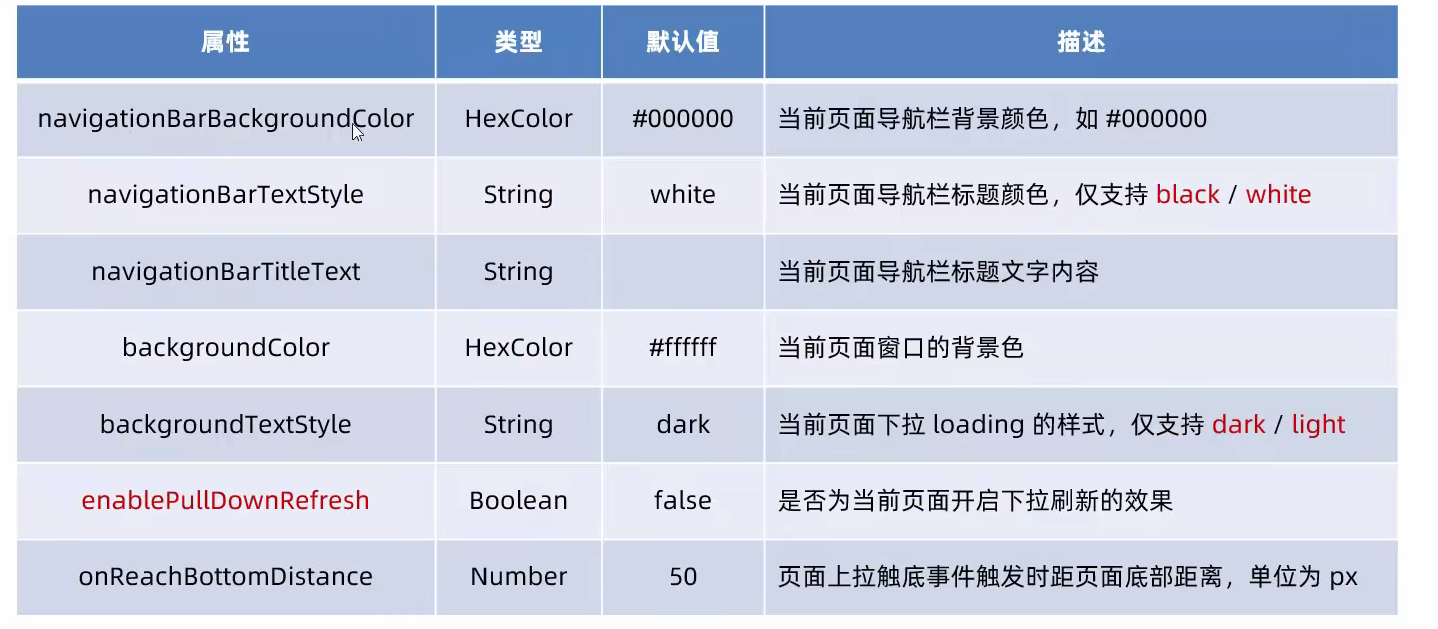 属性 类型 默认值 描述
navigationBarBackgroundColor HexColor #000000 当前页面导航栏背景颜色，如 #000000
navigationBarTextStyle String white 当前页面导航栏标题颜色，仅支持 black / white
navigationBarTitleText String 当前页面导航栏标题文字内容
backgroundColor HexColor #ffffff 当前页面窗口的背景色
backgroundTextStyle String dark 当前页面下拉 loading 的样式，仅支持 dark / light
enablePullDownRefresh Boolean false 是否为当前页面开启下拉刷新的效果
onReachBottomDistance Number 50 页面上拉触底事件触发时距页面底部距离，单位为 px